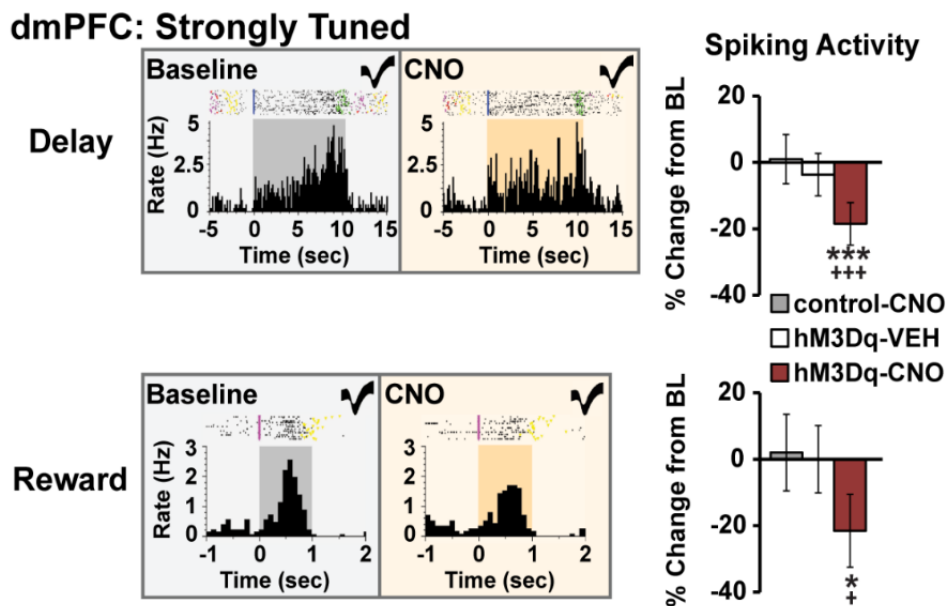 dmPFC: Strongly Tuned
Spiking Activity
Delay
Baseline
CNO
Rate (Hz)
5
2.5
0
-5 0 5 10 15
Time (sec)
5
2.5
0
-5 0 5 10 15
Time (sec)
% Change from BL
20
0
-20
-40
***
+++
control-CNO
hM3Dq-VEH
hM3Dq-CNO
Reward
Baseline
CNO
Rate (Hz)
3
2
1
0
-1 0 1 2
Time (sec)
3
2
1
0
-1 0 1 2
Time (sec)
% Change from BL
20
0
-20
-40
*
+